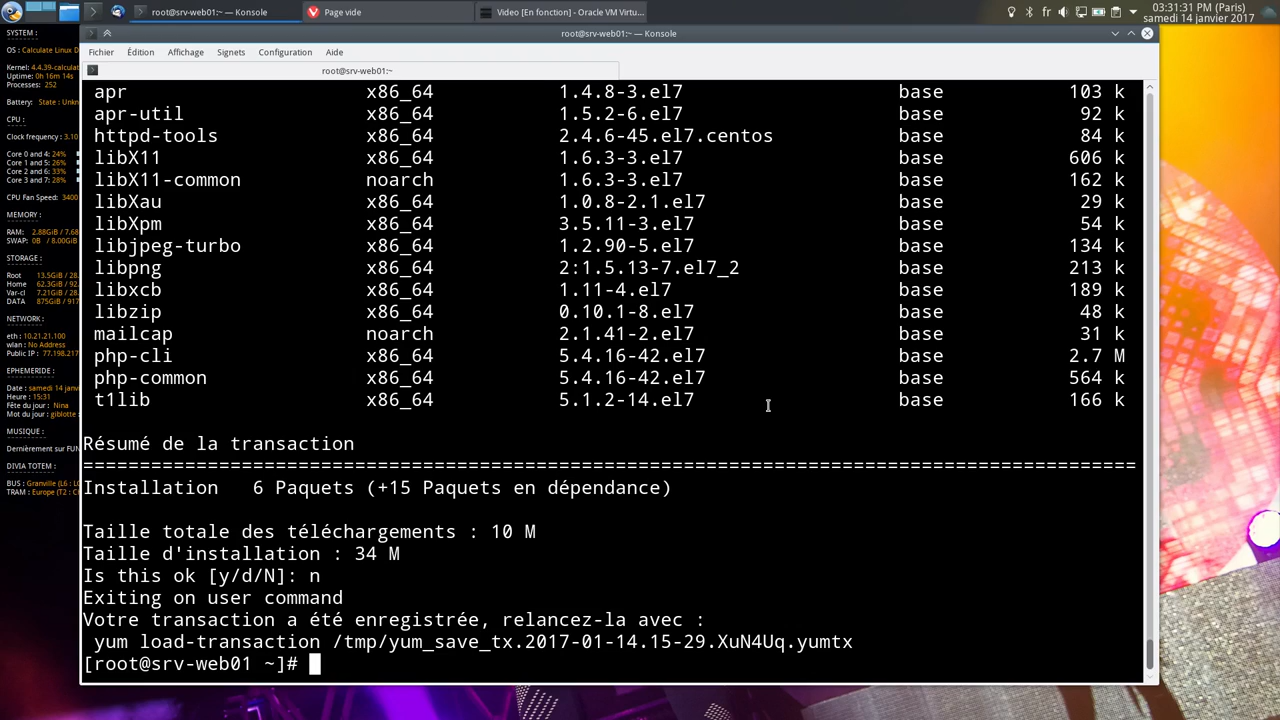 root@srv-web01:~ — Konsole
Page vide
Video [En fonction] - Oracle VM Virtu...
fr
03:31:31 PM (Paris)
samedi 14 janvier 2017
root@srv-web01:~ — Konsole
Fichier Édition Affichage Signets Configuration Aide
root@srv-web01:~
SYSTEM :
OS : Calculate Linux D
Kernel: 4.4.39-calculat
Uptime: 0h 16m 14s
Processes: 252
Battery: State : Unkn
CPU :
Clock frequency : 3.10
Core 0 and 4: 24%
Core 1 and 5: 26%
Core 2 and 6: 33%
Core 3 and 7: 28%
CPU Fan Speed: 3400
MEMORY :
RAM: 2.88GiB / 7.68
SWAP: 0B / 8.00GiB
STORAGE :
Root 13.5GiB / 28.
Home 62.3GiB / 92.
Var-cl 7.21GiB / 28.
DATA 875GiB / 917
NETWORK :
eth : 10.21.21.100
wlan : No Address
Public IP : 77.198.217
EPHEMERIDE :
Date : samedi 14 janv
Heure : 15:31
Fête du jour : Nina
Mot du jour : giblotte :
MUSIQUE :
Dernièrement sur FUN
DIVIA TOTEM :
BUS : Granville (L6 : L
TRAM : Europe (T2 : C
apr x86_64 1.4.8-3.el7 base 103 k
apr-util x86_64 1.5.2-6.el7 base 92 k
httpd-tools x86_64 2.4.6-45.el7.centos base 84 k
libX11 x86_64 1.6.3-3.el7 base 606 k
libX11-common noarch 1.6.3-3.el7 base 162 k
libXau x86_64 1.0.8-2.1.el7 base 29 k
libXpm x86_64 3.5.11-3.el7 base 54 k
libjpeg-turbo x86_64 1.2.90-5.el7 base 134 k
libpng x86_64 2:1.5.13-7.el7_2 base 213 k
libxcb x86_64 1.11-4.el7 base 189 k
libzip x86_64 0.10.1-8.el7 base 48 k
mailcap noarch 2.1.41-2.el7 base 31 k
php-cli x86_64 5.4.16-42.el7 base 2.7 M
php-common x86_64 5.4.16-42.el7 base 564 k
t1lib x86_64 5.1.2-14.el7 base 166 k
Résumé de la transaction
==============================================================================================
Installation 6 Paquets (+15 Paquets en dépendance)
Taille totale des téléchargements : 10 M
Taille d'installation : 34 M
Is this ok [y/d/N]: n
Exiting on user command
Votre transaction a été enregistrée, relancez-la avec :
yum load-transaction /tmp/yum_save_tx.2017-01-14.15-29.XuN4Uq.yumtx
[root@srv-web01 ~]#